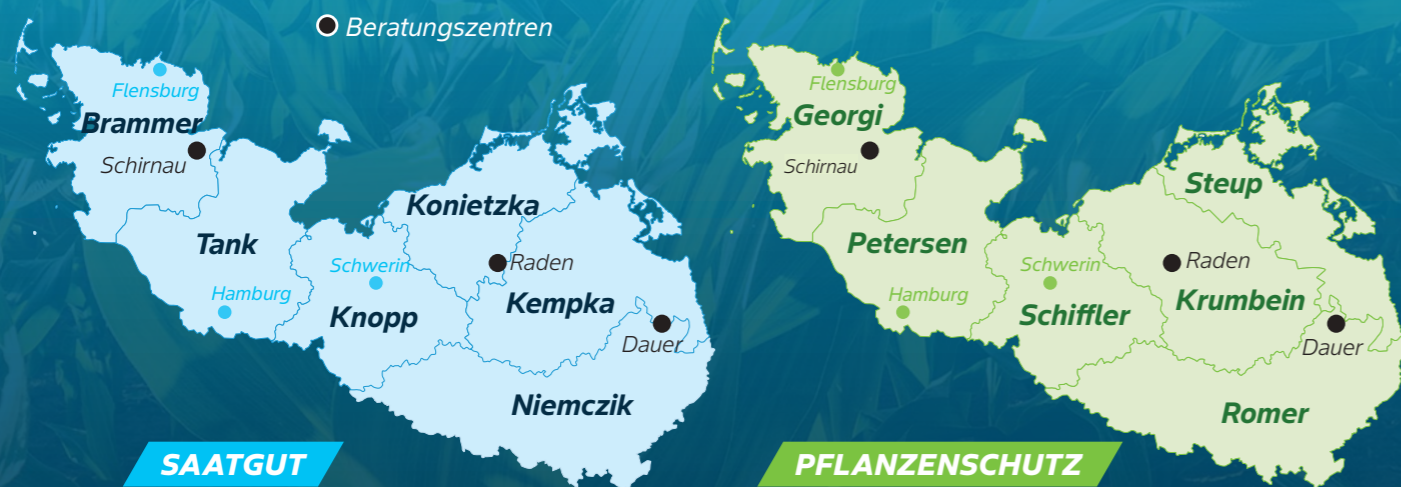 Beratungszentren
Flensburg
Brammer
Schirnau
Konietzka
Tank
Schwerin
Raden
Hamburg
Kempka
Knopp
Dauer
Niemczik
SAATGUT
Flensburg
Georgi
Schirnau
Steup
Petersen
Schwerin
Raden
Hamburg
Krumbein
Schiffler
Dauer
Romer
PFLANZENSCHUTZ